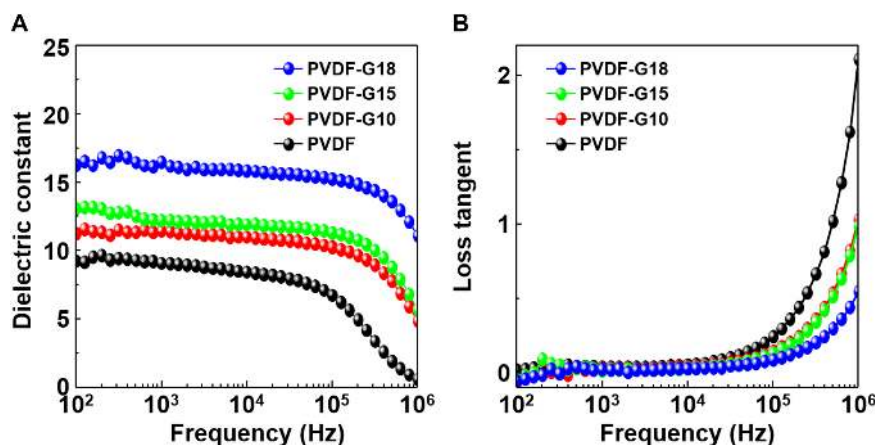 A
Dielectric constant
25
20
15
10
5
0
PVDF-G18
PVDF-G15
PVDF-G10
PVDF
10² 10³ 10⁴ 10⁵ 10⁶
Frequency (Hz)
B
Loss tangent
2
1
0
PVDF-G18
PVDF-G15
PVDF-G10
PVDF
10² 10³ 10⁴ 10⁵ 10⁶
Frequency (Hz)